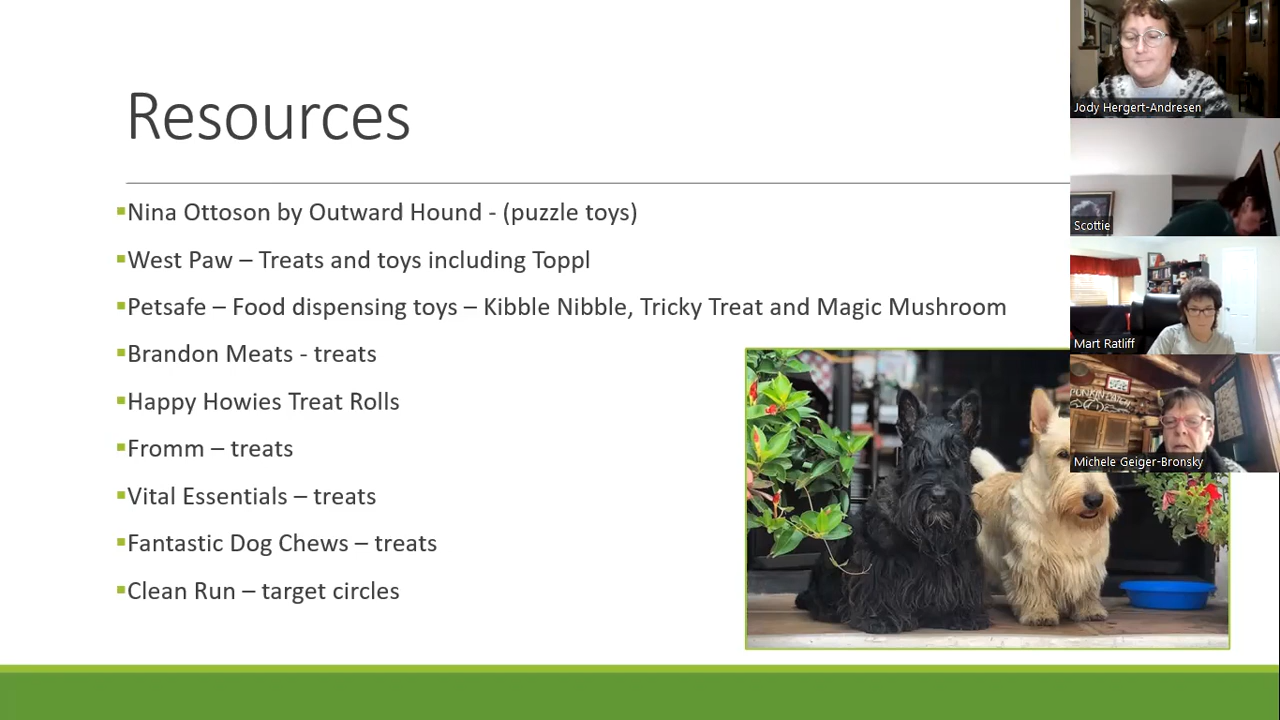 Resources
▪Nina Ottoson by Outward Hound - (puzzle toys)
▪West Paw – Treats and toys including Toppl
▪Petsafe – Food dispensing toys – Kibble Nibble, Tricky Treat and Magic Mushroom
▪Brandon Meats - treats
▪Happy Howies Treat Rolls
▪Fromm – treats
▪Vital Essentials – treats
▪Fantastic Dog Chews – treats
▪Clean Run – target circles
Jody Hergert-Andresen
Scottie
Mart Ratliff
Michele Geiger-Bronsky